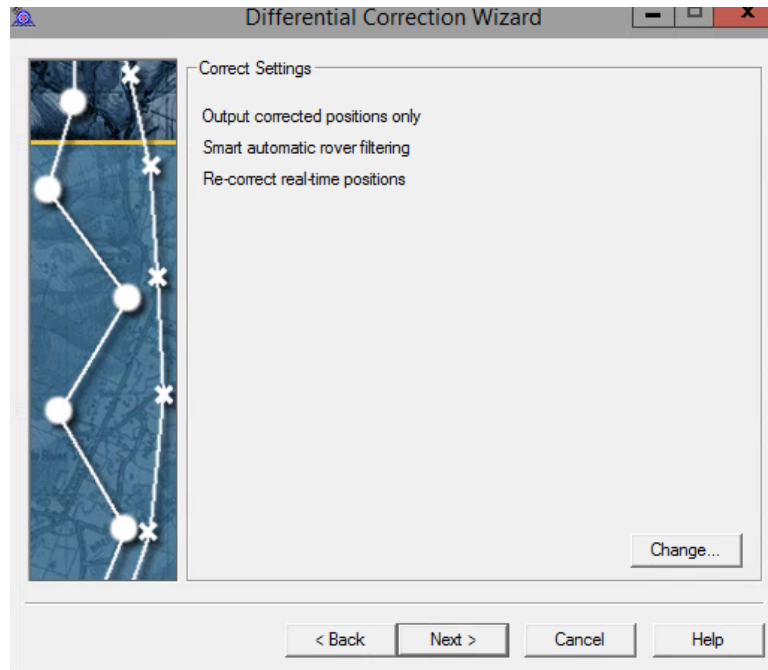 Differential Correction Wizard
Correct Settings
Output corrected positions only
Smart automatic rover filtering
Re-correct real-time positions
Change...
< Back
Next >
Cancel
Help